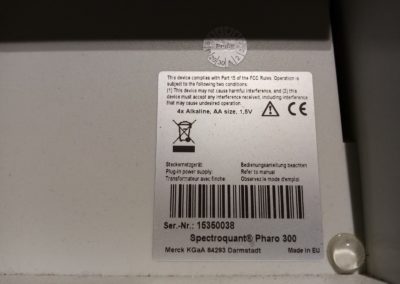 This device complies with Part 15 of the FCC Rules. Operation is
subject to the following two conditions:
(1) This device may not cause harmful interference, and (2) this
device must accept any interference received, including interference
that may cause undesired operation.
4x Alkaline, AA size, 1,5V
CE
Steckernetzgerät:
Plug-in power supply:
Transformateur avec finche:
Bedienungsanleitung beachten
Refer to manual
Observez le mode d'emploi
Ser.-Nr.: 15350038
Spectroquant® Pharo 300
Merck KGaA 64293 Darmstadt
Made in EU